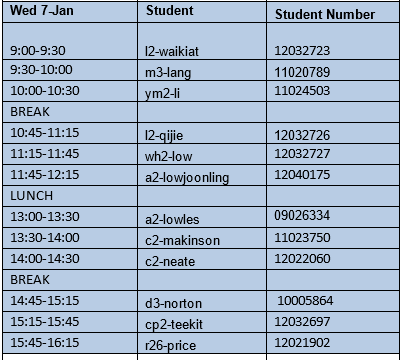 Wed 7-Jan Student Student Number
9:00-9:30 l2-waikiat 12032723
9:30-10:00 m3-lang 11020789
10:00-10:30 ym2-li 11024503
BREAK
10:45-11:15 l2-qijie 12032726
11:15-11:45 wh2-low 12032727
11:45-12:15 a2-lowjoonling 12040175
LUNCH
13:00-13:30 a2-lowles 09026334
13:30-14:00 c2-makinson 11023750
14:00-14:30 c2-neate 12022060
BREAK
14:45-15:15 d3-norton 10005864
15:15-15:45 cp2-teekit 12032697
15:45-16:15 r26-price 12021902